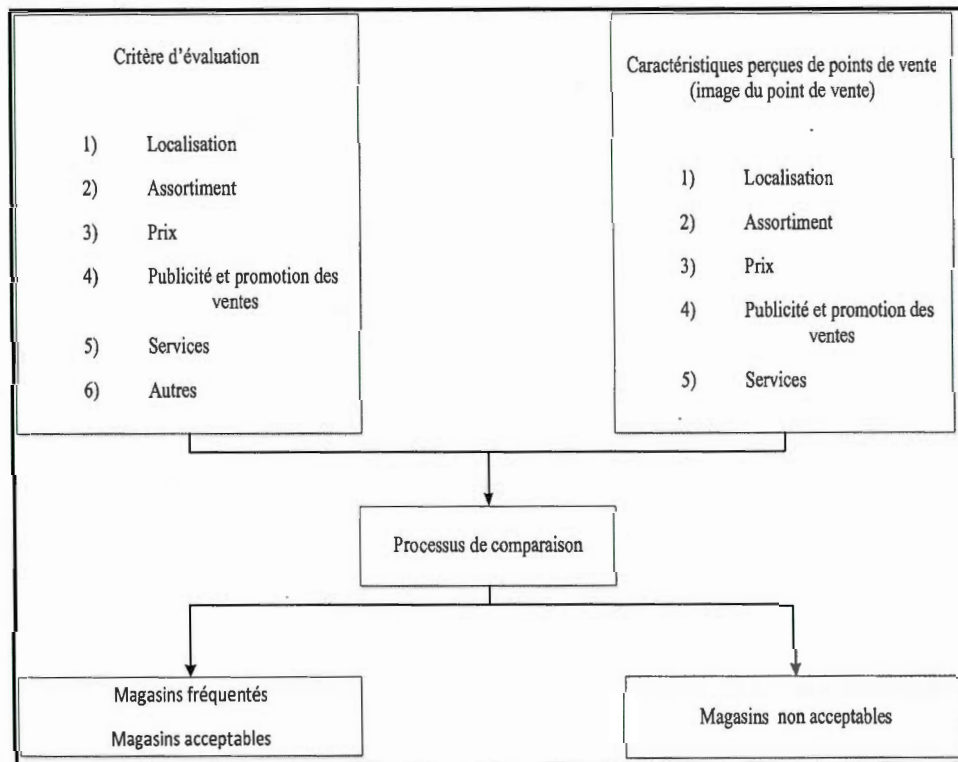 Critère d'évaluation
1) Localisation
2) Assortiment
3) Prix
4) Publicité et promotion des
ventes
5) Services
6) Autres
Caractéristiques perçues de points de vente
(image du point de vente)
1) Localisation
2) Assortiment
3) Prix
4) Publicité et promotion des
ventes
5) Services
Processus de comparaison
Magasins fréquentés
Magasins acceptables
Magasins non acceptables